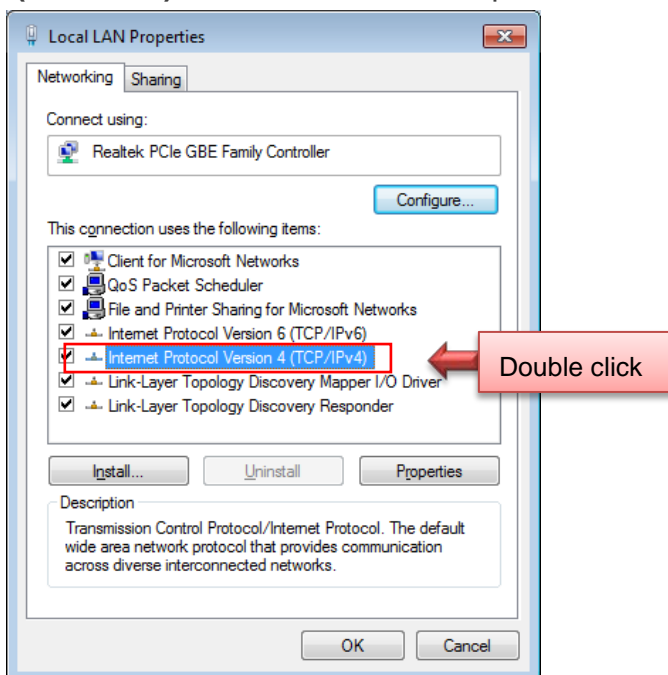 Local LAN Properties
Networking Sharing
Connect using:
Realtek PCIe GBE Family Controller
Configure...
This connection uses the following items:
Client for Microsoft Networks
QoS Packet Scheduler
File and Printer Sharing for Microsoft Networks
Internet Protocol Version 6 (TCP/IPv6)
Internet Protocol Version 4 (TCP/IPv4)
Double click
Link-Layer Topology Discovery Mapper I/O Driver
Link-Layer Topology Discovery Responder
Install... Uninstall Properties
Description
Transmission Control Protocol/Internet Protocol. The default
wide area network protocol that provides communication
across diverse interconnected networks.
OK Cancel